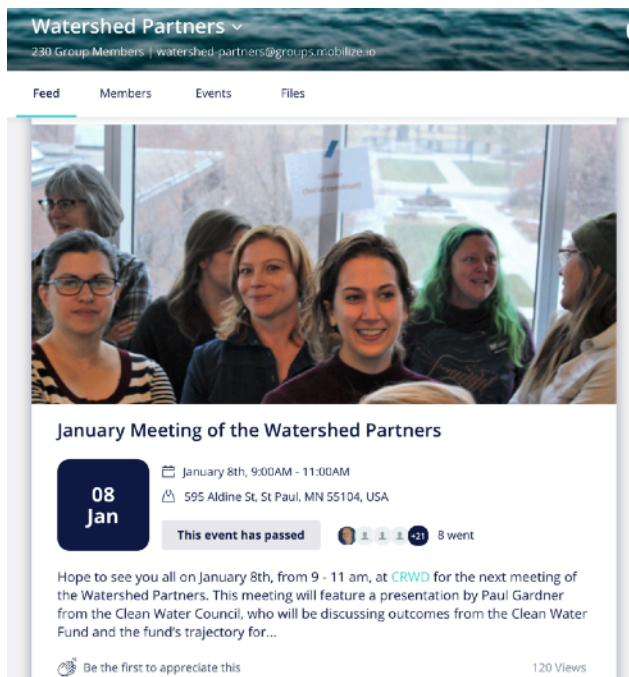 Watershed Partners
230 Group Members | watershed-partners@groups.mobilize.io
Feed Members Events Files
Gender
(Social construct)
January Meeting of the Watershed Partners
08
Jan
January 8th, 9:00AM - 11:00AM
595 Aldine St, St Paul, MN 55104, USA
This event has passed
+21
8 went
Hope to see you all on January 8th, from 9 - 11 am, at CRWD for the next meeting of
the Watershed Partners. This meeting will feature a presentation by Paul Gardner
from the Clean Water Council, who will be discussing outcomes from the Clean Water
Fund and the fund's trajectory for...
Be the first to appreciate this
120 Views